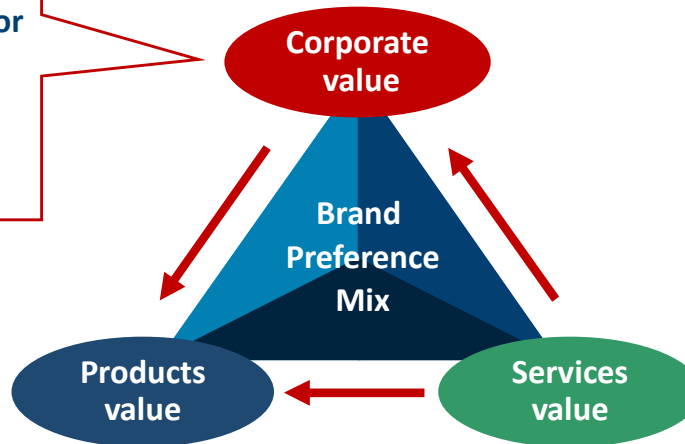 or
Corporate
value
Brand
Preference
Mix
Products
value
Services
value